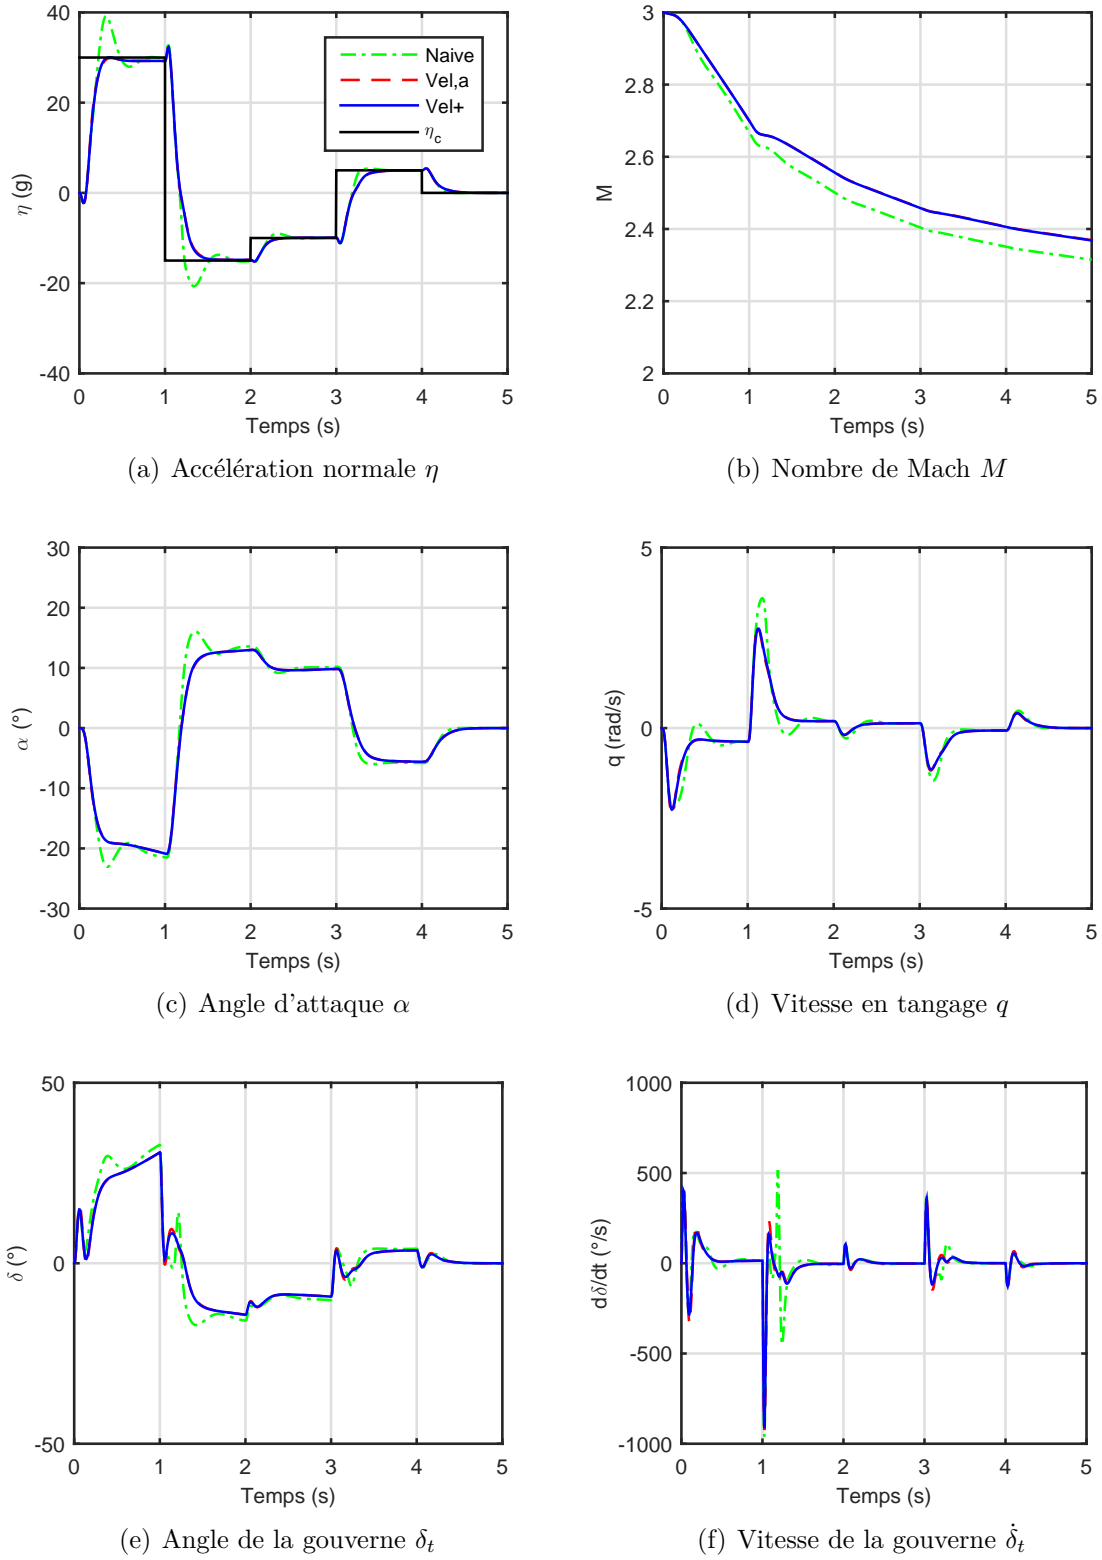 40
20
0
-20
-40
η (g)
0 1 2 3 4 5
Temps (s)
Naive
Vel,a
Vel+
η_c
(a) Accélération normale η
3
2.8
2.6
2.4
2.2
2
M
0 1 2 3 4 5
Temps (s)
(b) Nombre de Mach M
30
20
10
0
-10
-20
-30
α (°)
0 1 2 3 4 5
Temps (s)
(c) Angle d'attaque α
5
0
-5
q (rad/s)
0 1 2 3 4 5
Temps (s)
(d) Vitesse en tangage q
50
0
-50
δ (°)
0 1 2 3 4 5
Temps (s)
(e) Angle de la gouverne δ_t
1000
500
0
-500
-1000
dδ/dt (°/s)
0 1 2 3 4 5
Temps (s)
(f) Vitesse de la gouverne δ̇_t